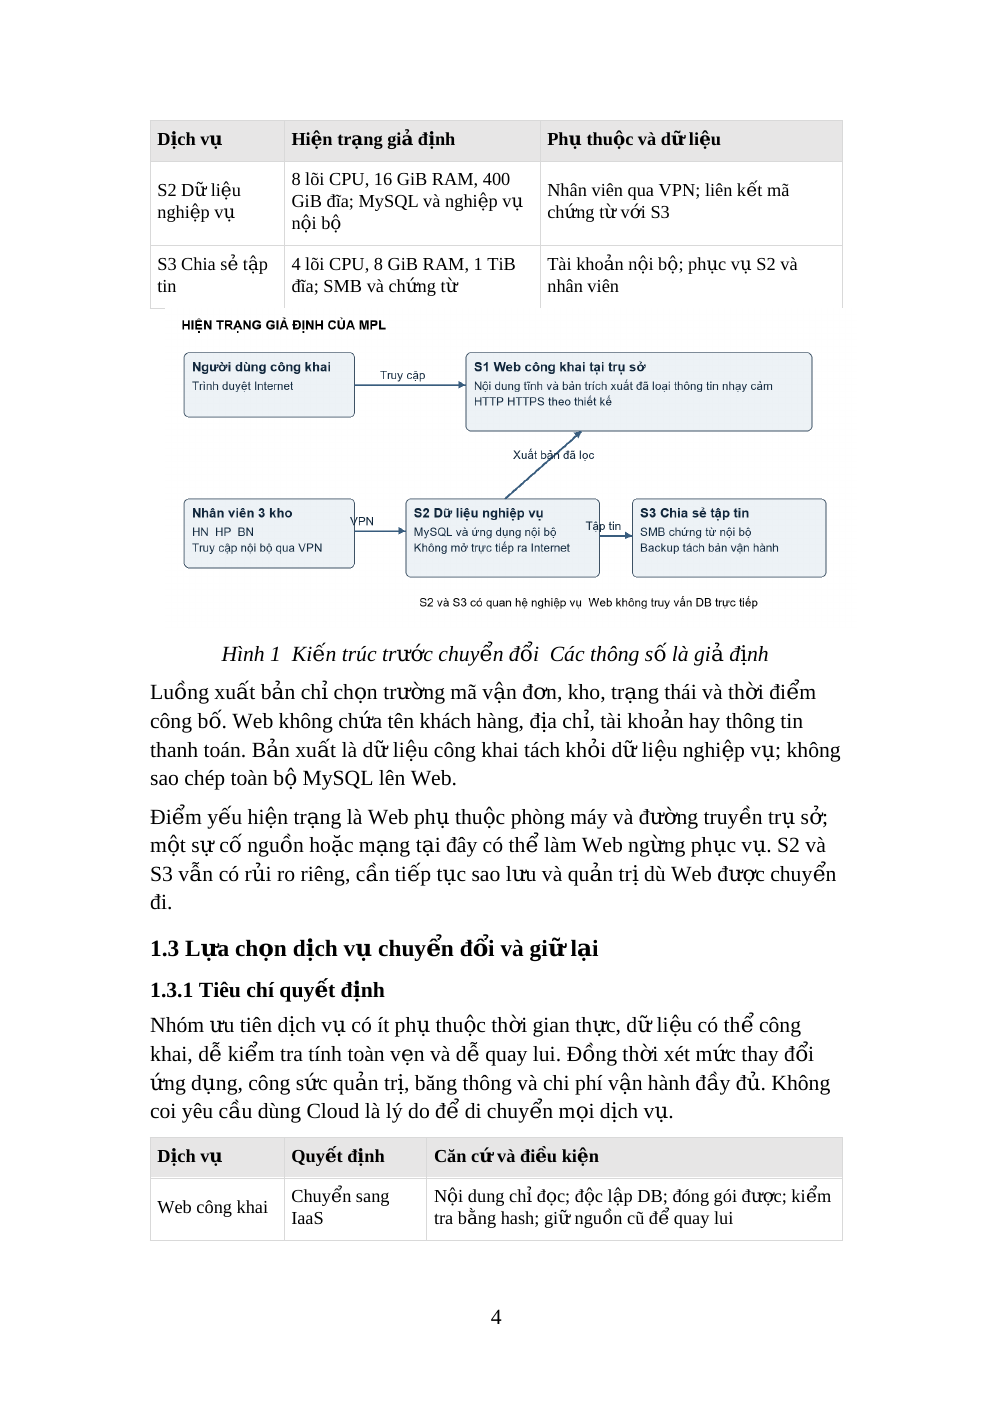 Dịch vụ
Hiện trạng giả định
Phụ thuộc và dữ liệu
S2 Dữ liệu
nghiệp vụ
8 lõi CPU, 16 GiB RAM, 400
GiB đĩa; MySQL và nghiệp vụ
nội bộ
Nhân viên qua VPN; liên kết mã
chứng từ với S3
S3 Chia sẻ tập
tin
4 lõi CPU, 8 GiB RAM, 1 TiB
đĩa; SMB và chứng từ
Tài khoản nội bộ; phục vụ S2 và
nhân viên
HIỆN TRẠNG GIẢ ĐỊNH CỦA MPL
Người dùng công khai
Trình duyệt Internet
Truy cập
S1 Web công khai tại trụ sở
Nội dung tĩnh và bản trích xuất đã loại thông tin nhạy cảm
HTTP HTTPS theo thiết kế
Xuất bản đã lọc
Nhân viên 3 kho
HN HP BN
Truy cập nội bộ qua VPN
VPN
S2 Dữ liệu nghiệp vụ
MySQL và ứng dụng nội bộ
Không mở trực tiếp ra Internet
Tập tin
S3 Chia sẻ tập tin
SMB chứng từ nội bộ
Backup tách bản vận hành
S2 và S3 có quan hệ nghiệp vụ Web không truy vấn DB trực tiếp
Hình 1 Kiến trúc trước chuyển đổi Các thông số là giả định
Luồng xuất bản chỉ chọn trường mã vận đơn, kho, trạng thái và thời điểm
công bố. Web không chứa tên khách hàng, địa chỉ, tài khoản hay thông tin
thanh toán. Bản xuất là dữ liệu công khai tách khỏi dữ liệu nghiệp vụ; không
sao chép toàn bộ MySQL lên Web.
Điểm yếu hiện trạng là Web phụ thuộc phòng máy và đường truyền trụ sở;
một sự cố nguồn hoặc mạng tại đây có thể làm Web ngừng phục vụ. S2 và
S3 vẫn có rủi ro riêng, cần tiếp tục sao lưu và quản trị dù Web được chuyển
đi.
1.3 Lựa chọn dịch vụ chuyển đổi và giữ lại
1.3.1 Tiêu chí quyết định
Nhóm ưu tiên dịch vụ có ít phụ thuộc thời gian thực, dữ liệu có thể công
khai, dễ kiểm tra tính toàn vẹn và dễ quay lui. Đồng thời xét mức thay đổi
ứng dụng, công sức quản trị, băng thông và chi phí vận hành đầy đủ. Không
coi yêu cầu dùng Cloud là lý do để di chuyển mọi dịch vụ.
Dịch vụ
Quyết định
Căn cứ và điều kiện
Web công khai
Chuyển sang
IaaS
Nội dung chỉ đọc; độc lập DB; đóng gói được; kiểm
tra bằng hash; giữ nguồn cũ để quay lui
4